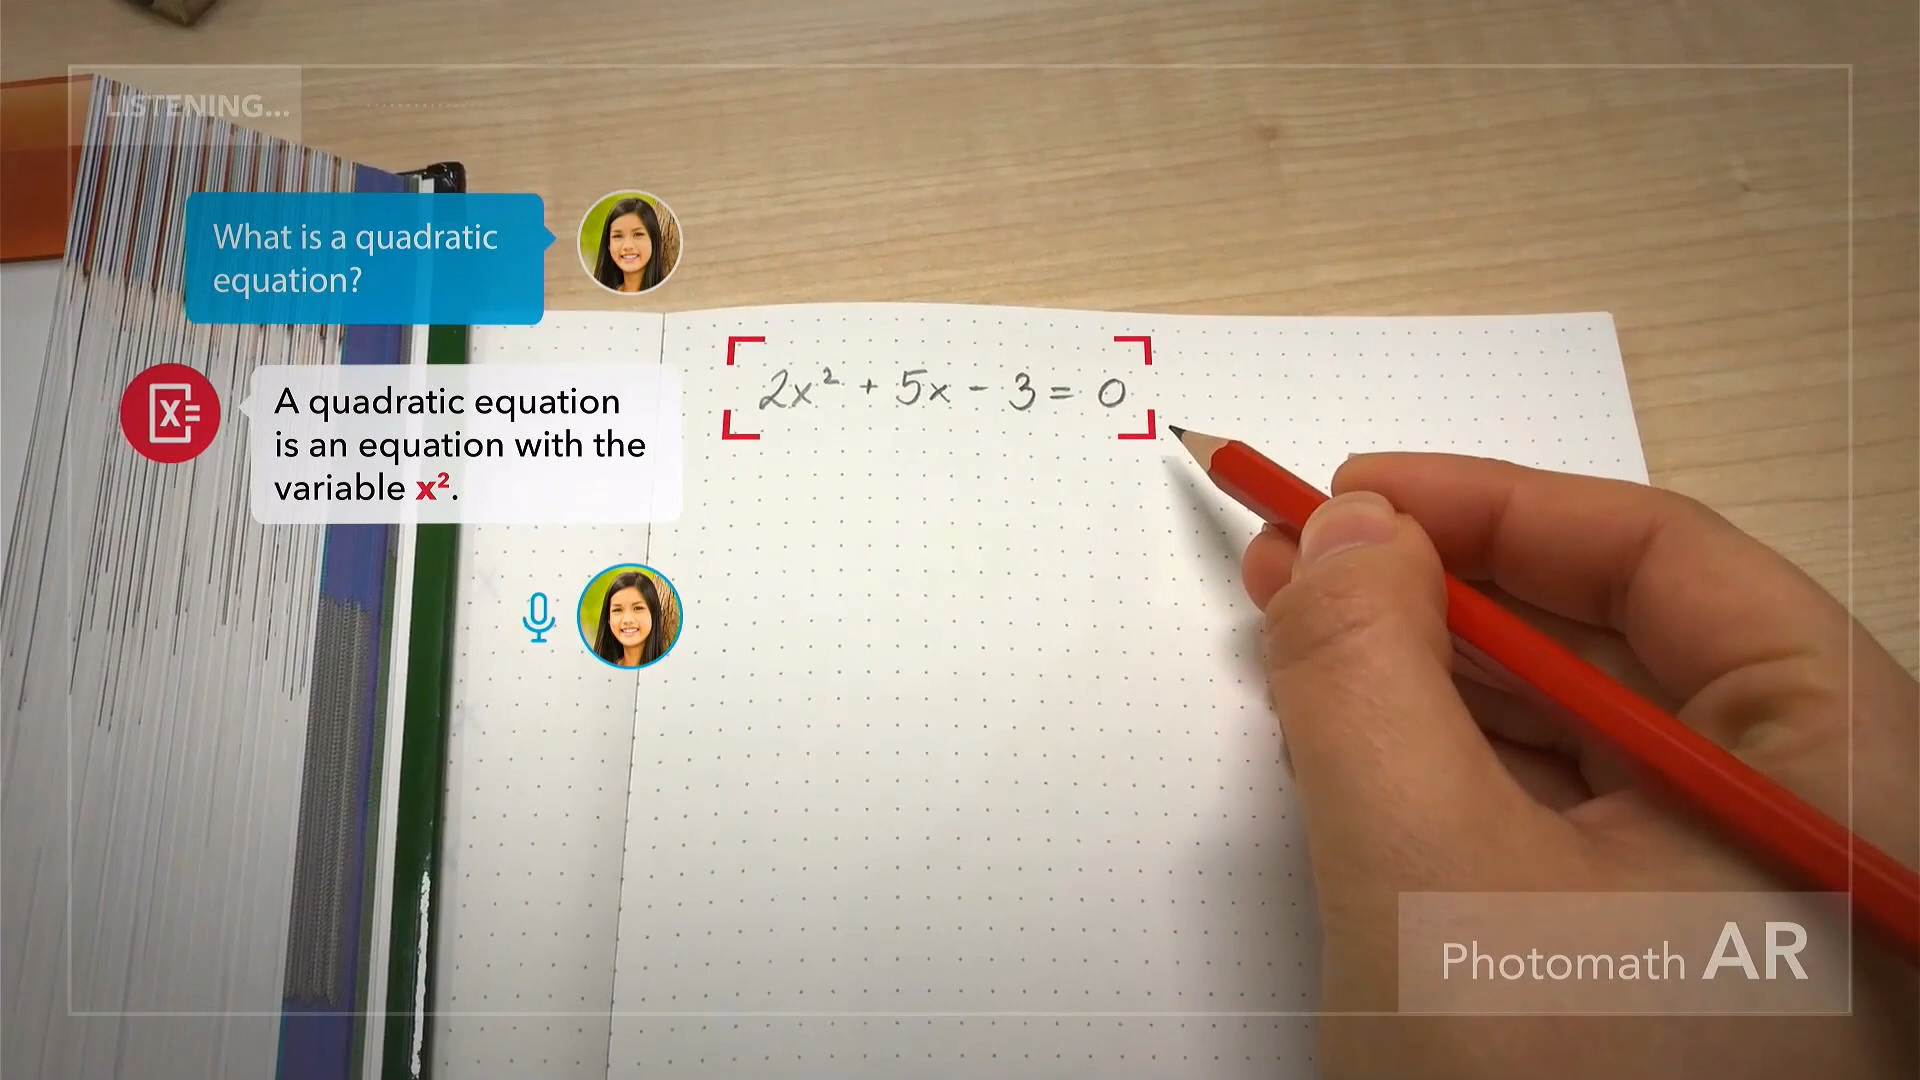 LISTENING...
What is a quadratic
equation?
A quadratic equation
is an equation with the
variable x².
2x² + 5x - 3 = 0
Photomath AR